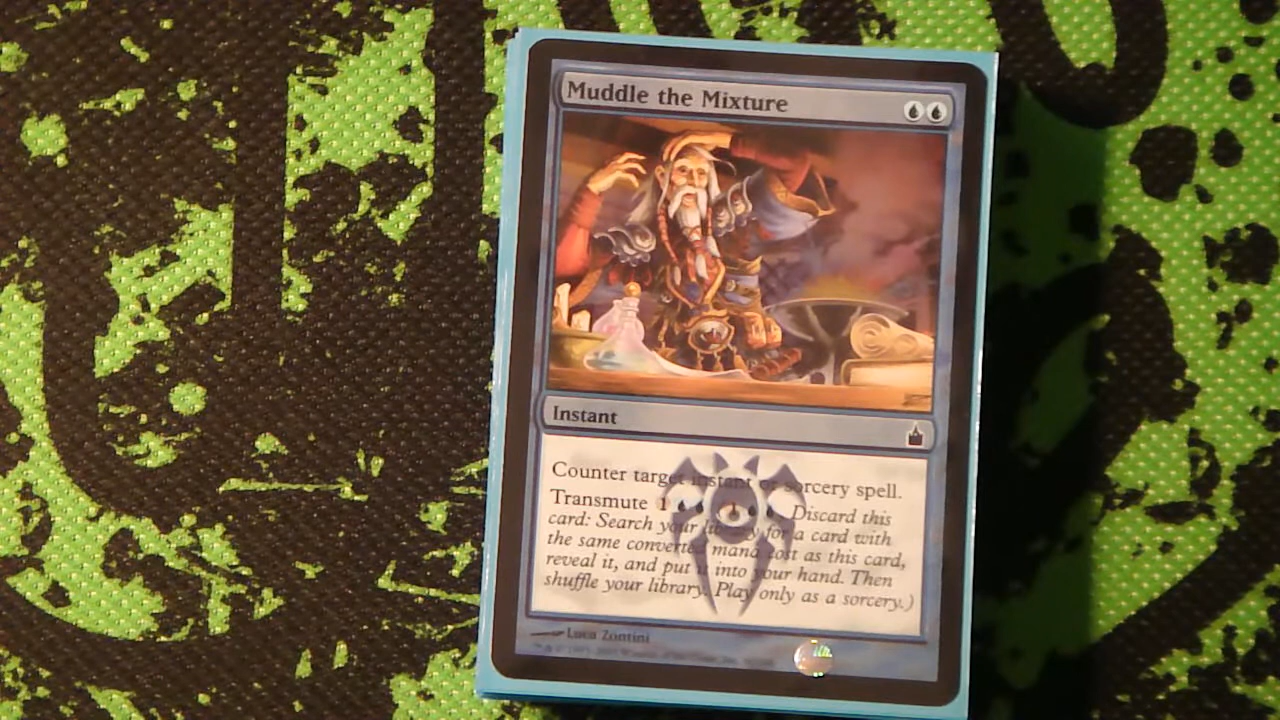 Muddle the Mixture
Instant
Counter target instant or sorcery spell.
Transmute 1 1 Discard this
card: Search your library for a card with
the same converted mana cost as this card,
reveal it, and put it into your hand. Then
shuffle your library. Play only as a sorcery.)
Luca Zontini